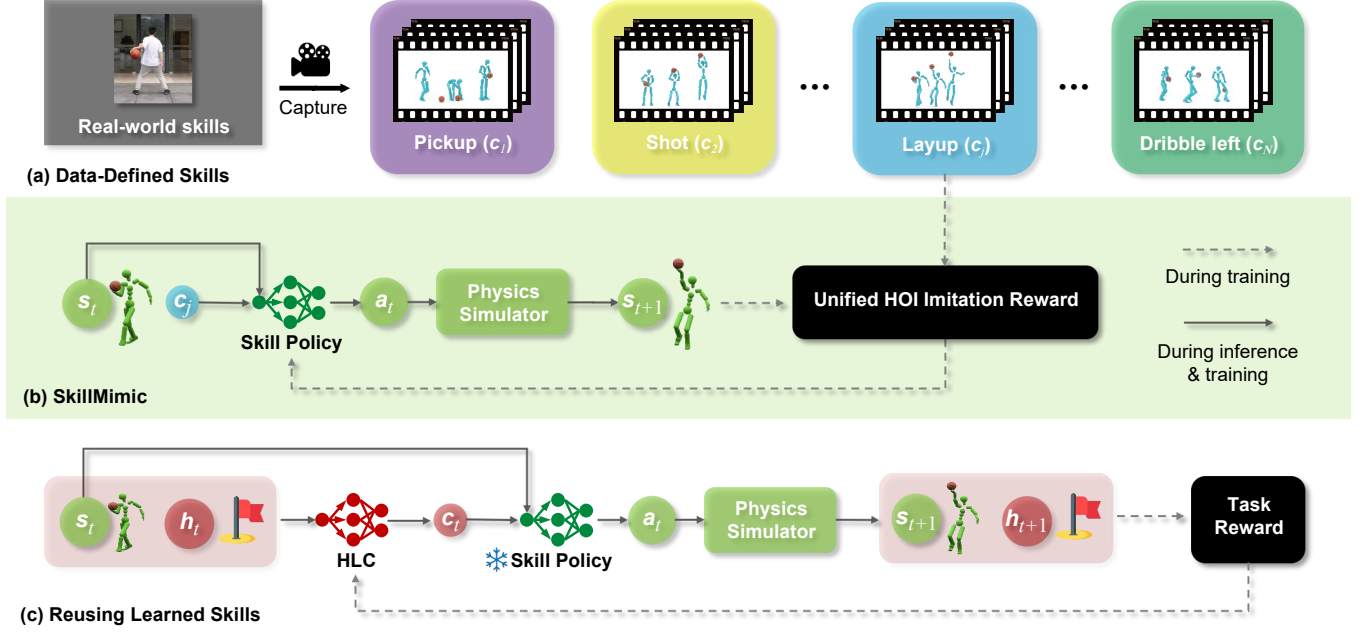 Real-world skills
Capture
Pickup (c₁)
Shot (c₂)
...
Layup (cⱼ)
...
Dribble left (c_N)
(a) Data-Defined Skills
sₜ
cⱼ
Skill Policy
aₜ
Physics
Simulator
sₜ₊₁
Unified HOI Imitation Reward
During training
During inference
& training
(b) SkillMimic
sₜ
hₜ
HLC
cₜ
Skill Policy
aₜ
Physics
Simulator
sₜ₊₁
hₜ₊₁
Task
Reward
(c) Reusing Learned Skills